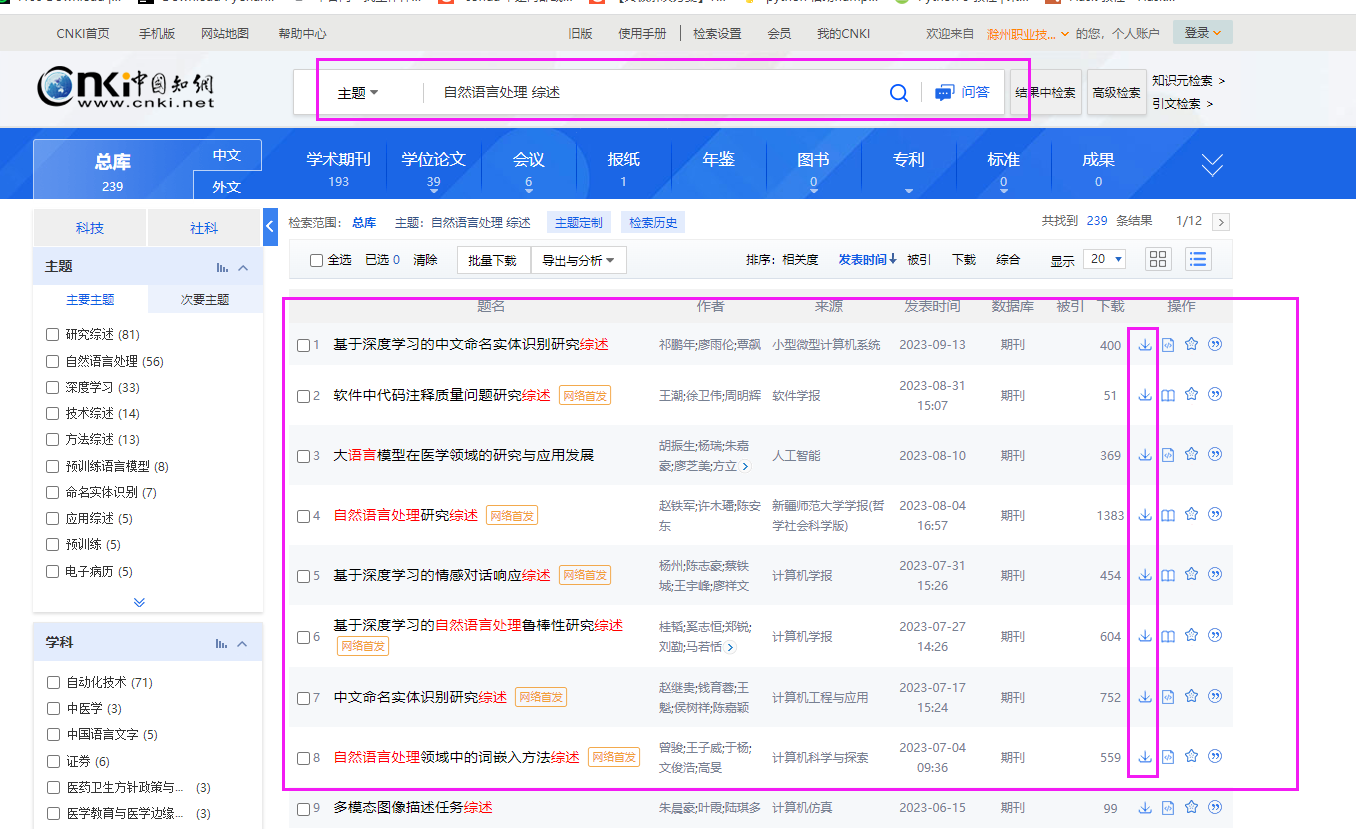 CNKI首页 手机版 网站地图 帮助中心 旧版 使用手册 检索设置 会员 我的CNKI 欢迎来自 滁州职业技... 的您，个人账户 登录
Cnki中国知网
www.cnki.net
主题 自然语言处理 综述 问答 结果中检索 高级检索
知识元检索 >
引文检索 >
总库 239 中文 外文
学术期刊 193
学位论文 39
会议 6
报纸 1
年鉴
图书 0
专利
标准 0
成果 0
科技 社科
检索范围： 总库 主题：自然语言处理 综述 主题定制 检索历史 共找到 239 条结果 1/12 >
全选 已选 0 清除 批量下载 导出与分析 排序： 相关度 发表时间↓ 被引 下载 综合 显示 20
主题
主要主题 次要主题
研究综述 (81)
自然语言处理 (56)
深度学习 (33)
技术综述 (14)
方法综述 (13)
预训练语言模型 (8)
命名实体识别 (7)
应用综述 (5)
预训练 (5)
电子病历 (5)
学科
自动化技术 (71)
中医学 (3)
中国语言文字 (5)
证券 (6)
医药卫生方针政策与... (3)
医学教育与医学边缘... (3)
题名 作者 来源 发表时间 数据库 被引 下载 操作
1 基于深度学习的中文命名实体识别研究综述 祁鹏年;廖雨伦;覃飙 小型微型计算机系统 2023-09-13 期刊 400
2 软件中代码注释质量问题研究综述 网络首发 王潮;徐卫伟;周明辉 软件学报 2023-08-31 15:07 期刊 51
3 大语言模型在医学领域的研究与应用发展 胡振生;杨瑞;朱嘉豪;廖芝美;方立 人工智能 2023-08-10 期刊 369
4 自然语言处理研究综述 网络首发 赵铁军;许木璠;陈安东 新疆师范大学学报(哲学社会科学版) 2023-08-04 16:57 期刊 1383
5 基于深度学习的情感对话响应综述 网络首发 杨州;陈志豪;蔡铁城;王宇峰;廖祥文 计算机学报 2023-07-31 15:26 期刊 454
6 基于深度学习的自然语言处理鲁棒性研究综述 网络首发 桂韬;奚志恒;郑锐;刘勤;马若恬 计算机学报 2023-07-27 14:26 期刊 604
7 中文命名实体识别研究综述 网络首发 赵继贵;钱育蓉;王魁;侯树祥;陈嘉颖 计算机工程与应用 2023-07-17 15:24 期刊 752
8 自然语言处理领域中的词嵌入方法综述 网络首发 曾骏;王子威;于杨;文俊浩;高旻 计算机科学与探索 2023-07-04 09:36 期刊 559
9 多模态图像描述任务综述 朱晨豪;叶霞;陆琪多 计算机仿真 2023-06-15 期刊 99